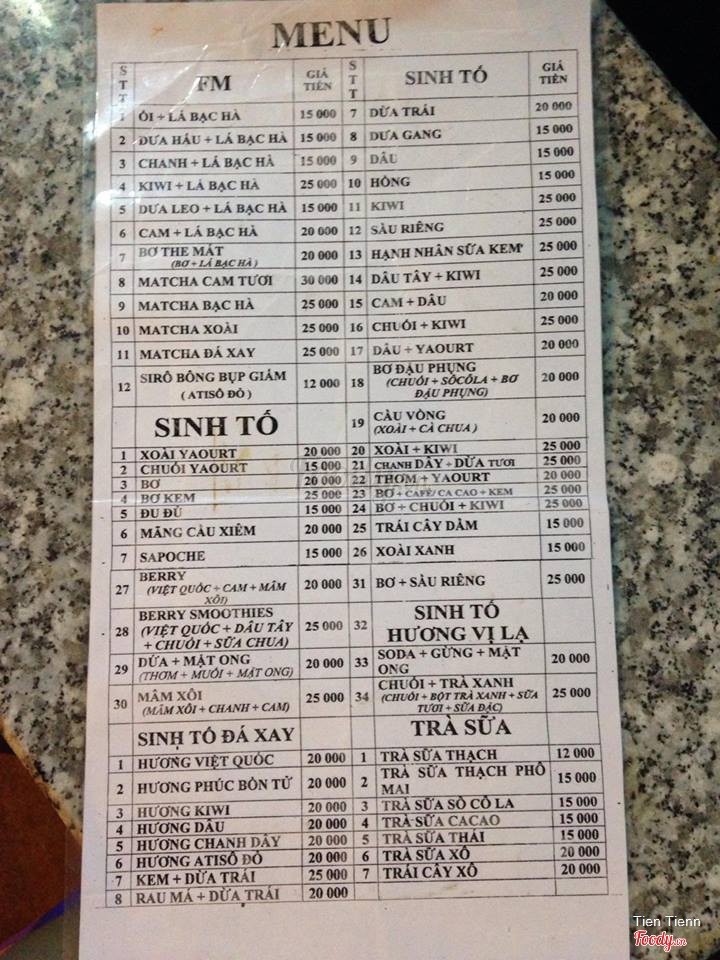 MENU
STT FM GIÁ TIỀN
1 ỔI + LÁ BẠC HÀ 15 000
2 DƯA HẤU + LÁ BẠC HÀ 15 000
3 CHANH + LÁ BẠC HÀ 15 000
4 KIWI + LÁ BẠC HÀ 25 000
5 DƯA LEO + LÁ BẠC HÀ 15 000
6 CAM + LÁ BẠC HÀ 20 000
7 BƠ THE MÁT 20 000
(BƠ + LÁ BẠC HÀ)
8 MATCHA CAM TƯƠI 30 000
9 MATCHA BẠC HÀ 25 000
10 MATCHA XOÀI 25 000
11 MATCHA ĐÁ XAY 25 000
12 SIRÔ BÔNG BỤP GIẤM 12 000
( ATISÔ ĐỎ )
SINH TỐ
1 XOÀI YAOURT 20 000
2 CHUỐI YAOURT 15 000
3 BƠ 20 000
4 BƠ KEM 25 000
5 ĐU ĐỦ 15 000
6 MÃNG CẦU XIÊM 20 000
7 SAPOCHE 15 000
STT SINH TỐ GIÁ TIỀN
7 DỪA TRÁI 20 000
8 DƯA GANG 15 000
9 DÂU 15 000
10 HỒNG 15 000
11 KIWI 25 000
12 SẦU RIÊNG 25 000
13 HẠNH NHÂN SỮA KEM 25 000
14 DÂU TÂY + KIWI 25 000
15 CAM + DÂU 20 000
16 CHUỐI + KIWI 25 000
17 DÂU + YAOURT 20 000
18 BƠ ĐẬU PHỤNG 20 000
(CHUỐI + SÔCÔLA + BƠ
ĐẬU PHỤNG)
19 CẦU VỒNG 20 000
(XOÀI + CÀ CHUA )
20 XOÀI + KIWI 25 000
21 CHANH DÂY + DỪA TƯƠI 25 000
22 THƠM + YAOURT 20 000
23 BƠ + CAFÉ/ CA CAO + KEM 25 000
24 BƠ + CHUỐI + KIWI 25 000
25 TRÁI CÂY DẦM 15 000
26 XOÀI XANH 15 000
27 BERRY 20 000
(VIỆT QUỐC + CAM + MÂM
XÔI)
28 BERRY SMOOTHIES 25 000
(VIỆT QUỐC + DÂU TÂY
+ CHUỐI + SỮA CHUA)
29 DỨA + MẬT ONG 20 000
(THƠM + MUỐI + MẬT ONG)
30 MÂM XÔI 25 000
(MÂM XÔI + CHANH + CAM)
31 BƠ + SẦU RIÊNG 25 000
32 SINH TỐ
HƯƠNG VỊ LẠ
33 SODA + GỪNG + MẬT
ONG 20 000
34 CHUỐI + TRÀ XANH 25 000
(CHUỐI + BỘT TRÀ XANH + SỮA
TƯƠI + SỮA ĐẶC)
SINH TỐ ĐÁ XAY
1 HƯƠNG VIỆT QUỐC 20 000
2 HƯƠNG PHÚC BỒN TỬ 20 000
3 HƯƠNG KIWI 20 000
4 HƯƠNG DÂU 20 000
5 HƯƠNG CHANH DÂY 20 000
6 HƯƠNG ATISÔ ĐỎ 20 000
7 KEM + DỪA TRÁI 25 000
8 RAU MÁ + DỪA TRÁI 20 000
TRÀ SỮA
1 TRÀ SỮA THẠCH 12 000
2 TRÀ SỮA THẠCH PHÔ
MAI 15 000
3 TRÀ SỮA SÔ CÔ LA 15 000
4 TRÀ SỮA CACAO 15 000
5 TRÀ SỮA THÁI 15 000
6 TRÀ SỮA XÔ 20 000
7 TRÁI CÂY XÔ 20 000
Tien Tienn
Foody.vn